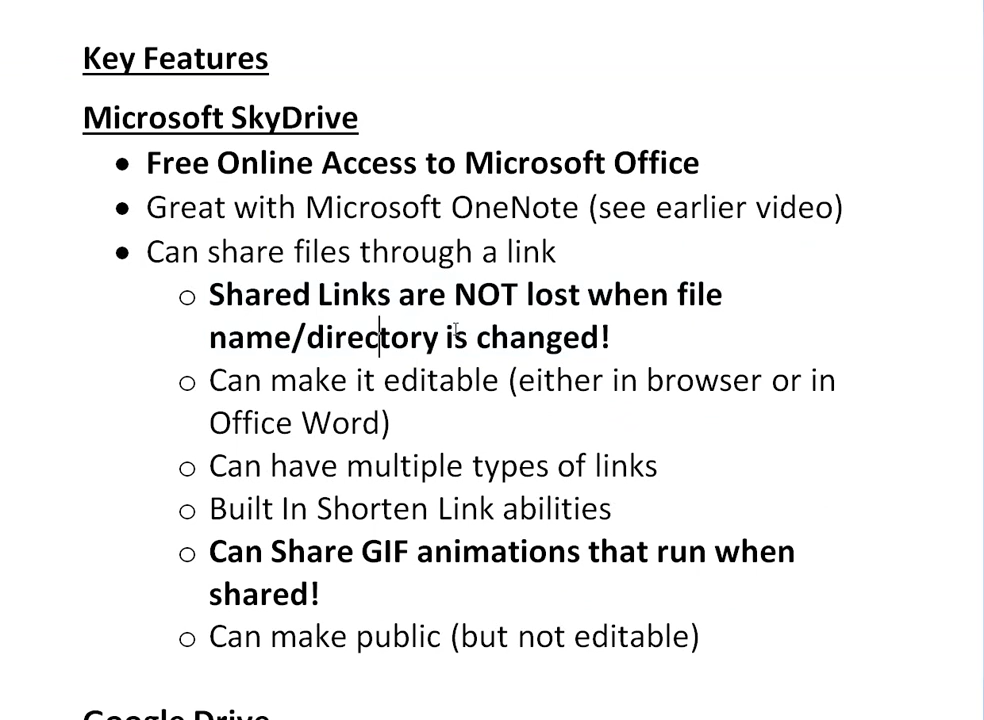 Key Features
Microsoft SkyDrive
• Free Online Access to Microsoft Office
• Great with Microsoft OneNote (see earlier video)
• Can share files through a link
o Shared Links are NOT lost when file
name/directory is changed!
o Can make it editable (either in browser or in
Office Word)
o Can have multiple types of links
o Built In Shorten Link abilities
o Can Share GIF animations that run when
shared!
o Can make public (but not editable)
Google Drive